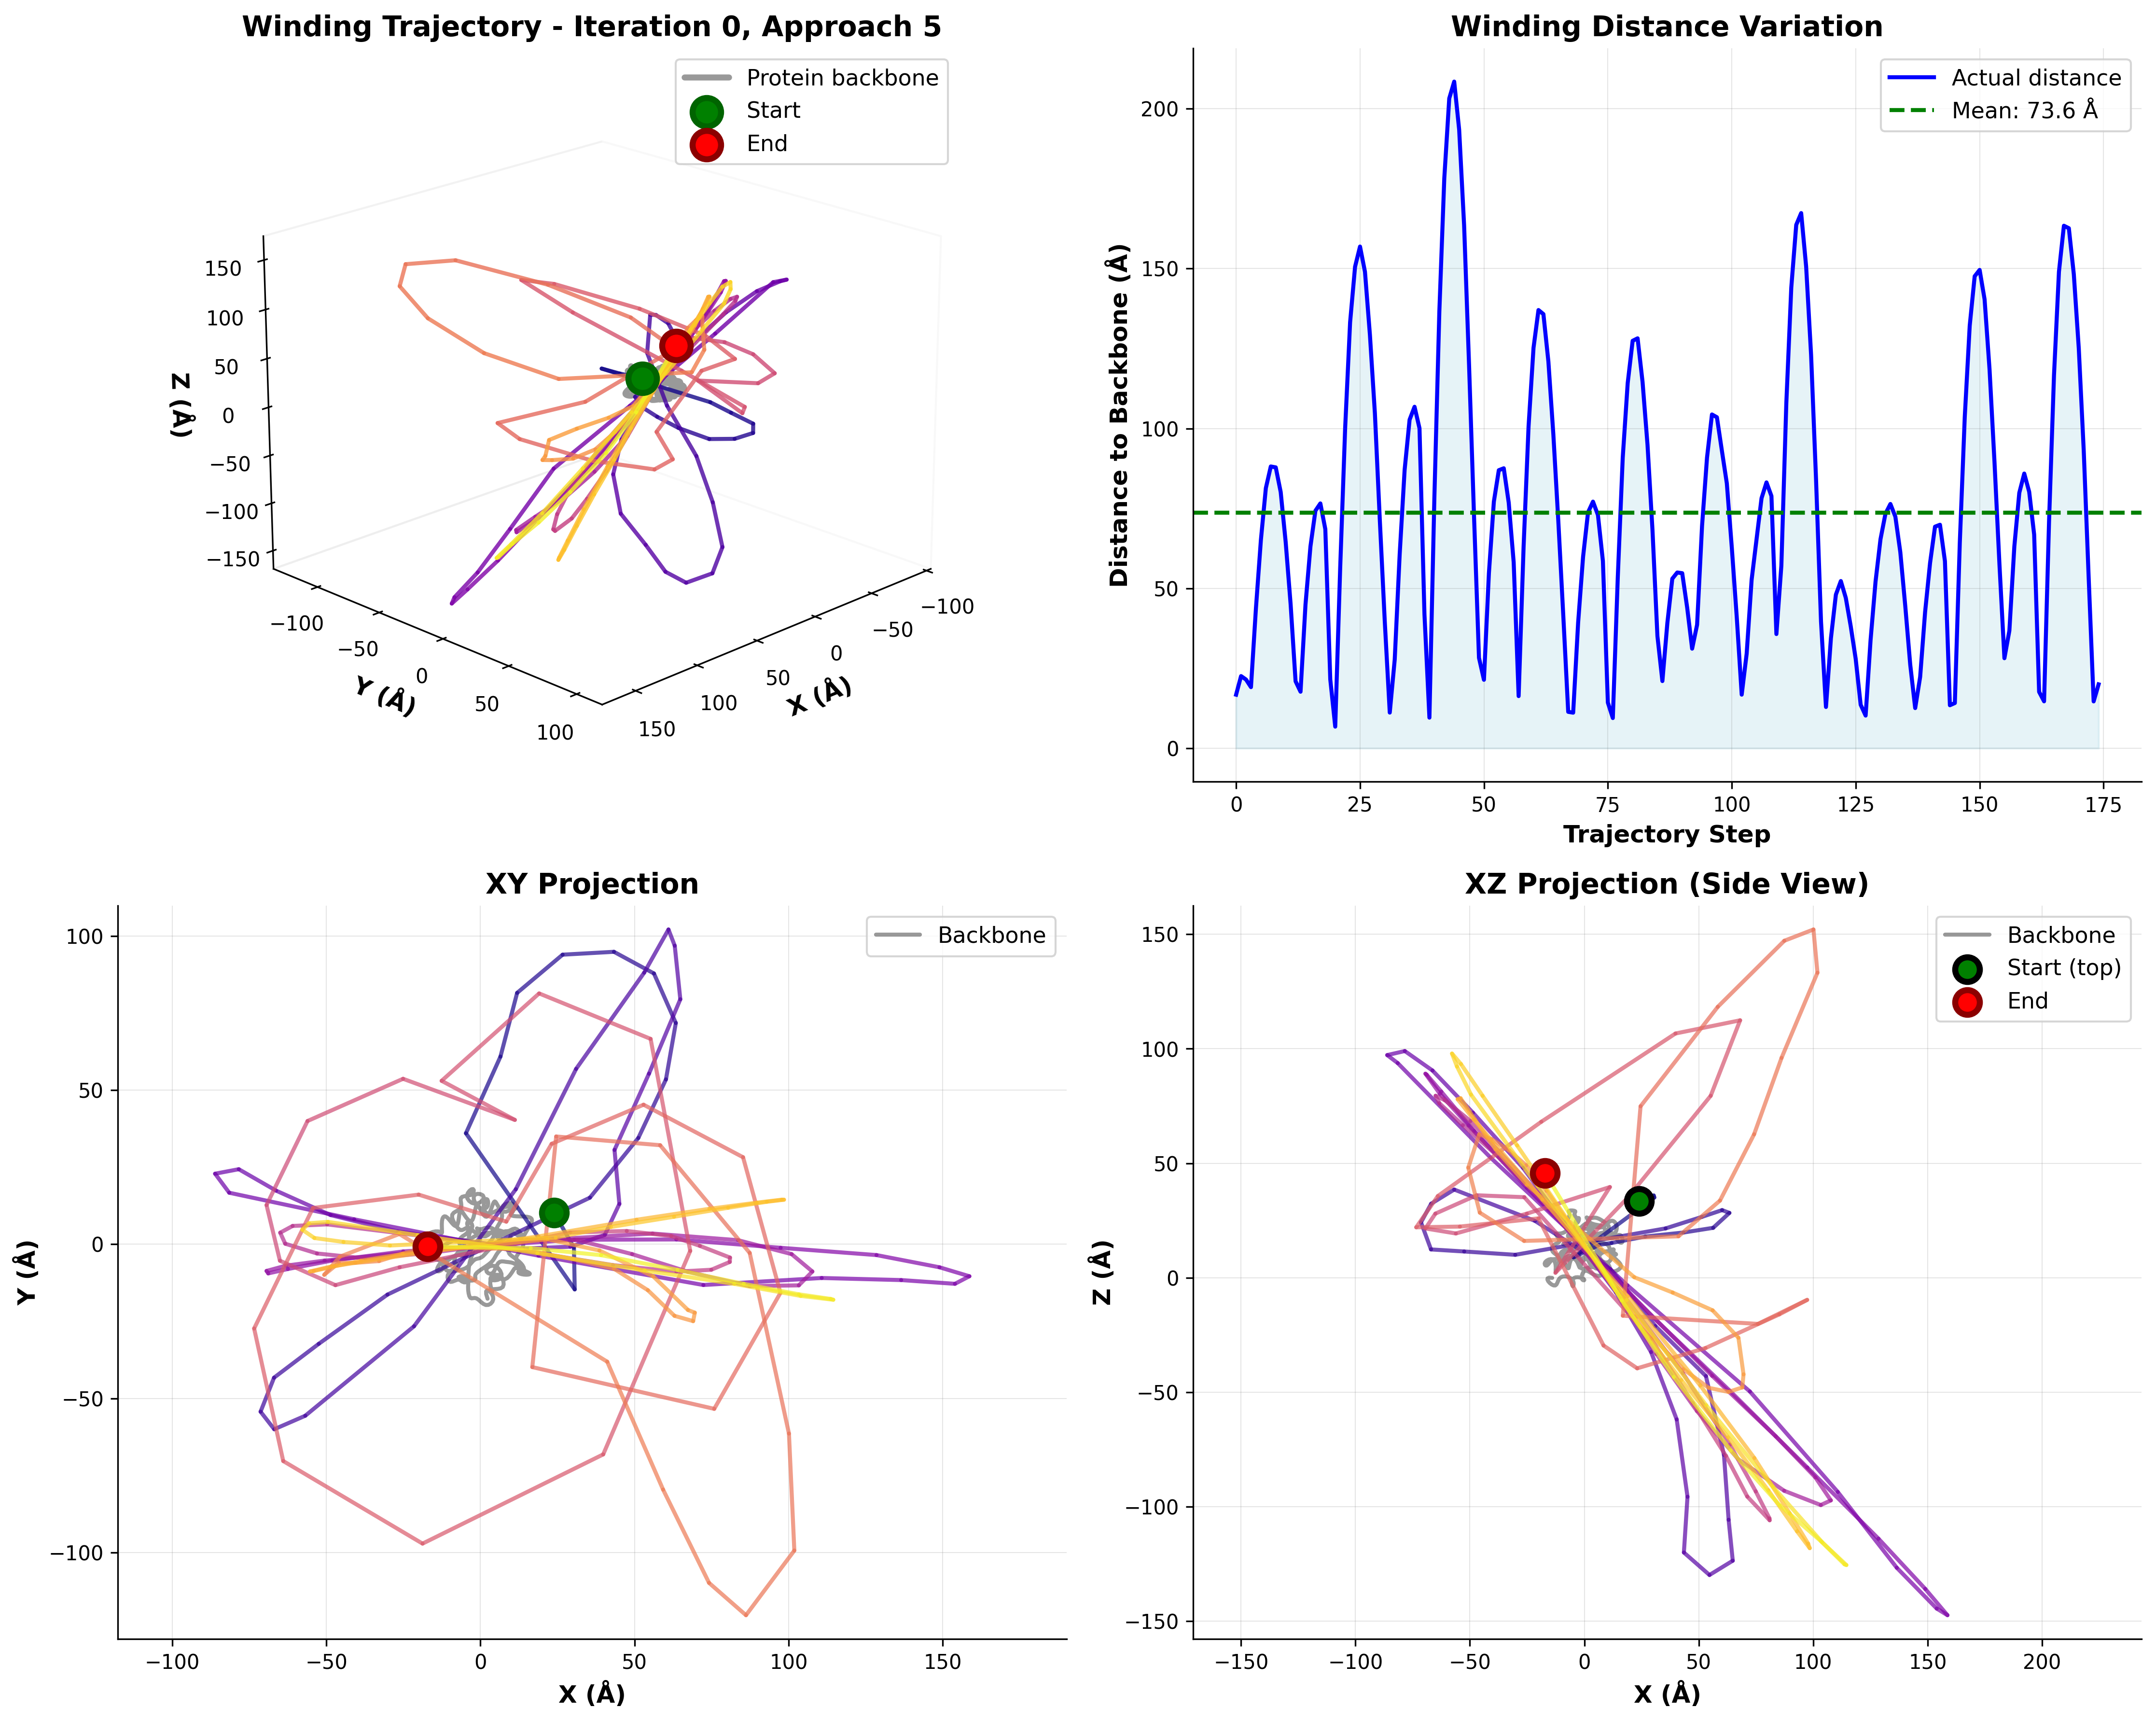 Winding Trajectory - Iteration 0, Approach 5
Protein backbone
Start
End
150
100
50
0
−50
−100
−150
Z (Å)
−100
−50
0
50
100
Y (Å)
150
100
50
0
−50
−100
X (Å)
Winding Distance Variation
Actual distance
Mean: 73.6 Å
200
150
100
50
0
Distance to Backbone (Å)
0 25 50 75 100 125 150 175
Trajectory Step
XY Projection
Backbone
100
50
0
−50
−100
Y (Å)
−100 −50 0 50 100 150
X (Å)
XZ Projection (Side View)
Backbone
Start (top)
End
150
100
50
0
−50
−100
−150
Z (Å)
−150 −100 −50 0 50 100 150 200
X (Å)